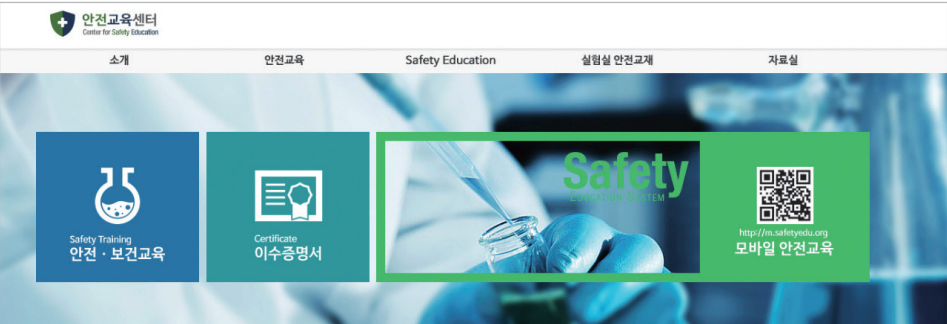 안전교육센터
Center for Safety Education
소개
안전교육
Safety Education
실험실 안전교재
자료실
Safety Training
안전 · 보건교육
Certificate
이수증명서
Safety
EDUCATION SYSTEM
http://m.safetyedu.org
모바일 안전교육